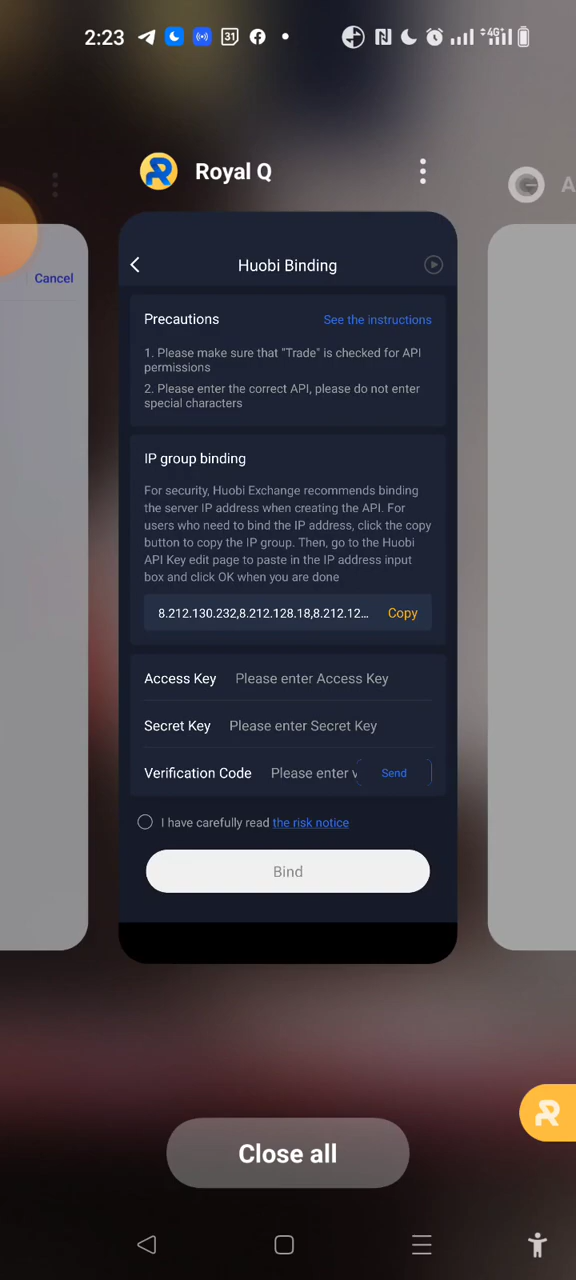 2:23
31
4G
Royal Q
A
Cancel
Huobi Binding
Precautions
See the instructions
1. Please make sure that "Trade" is checked for API
permissions
2. Please enter the correct API, please do not enter
special characters
IP group binding
For security, Huobi Exchange recommends binding
the server IP address when creating the API. For
users who need to bind the IP address, click the copy
button to copy the IP group. Then, go to the Huobi
API Key edit page to paste in the IP address input
box and click OK when you are done
8.212.130.232,8.212.128.18,8.212.12...
Copy
Access Key
Please enter Access Key
Secret Key
Please enter Secret Key
Verification Code
Please enter v
Send
I have carefully read the risk notice
Bind
Close all